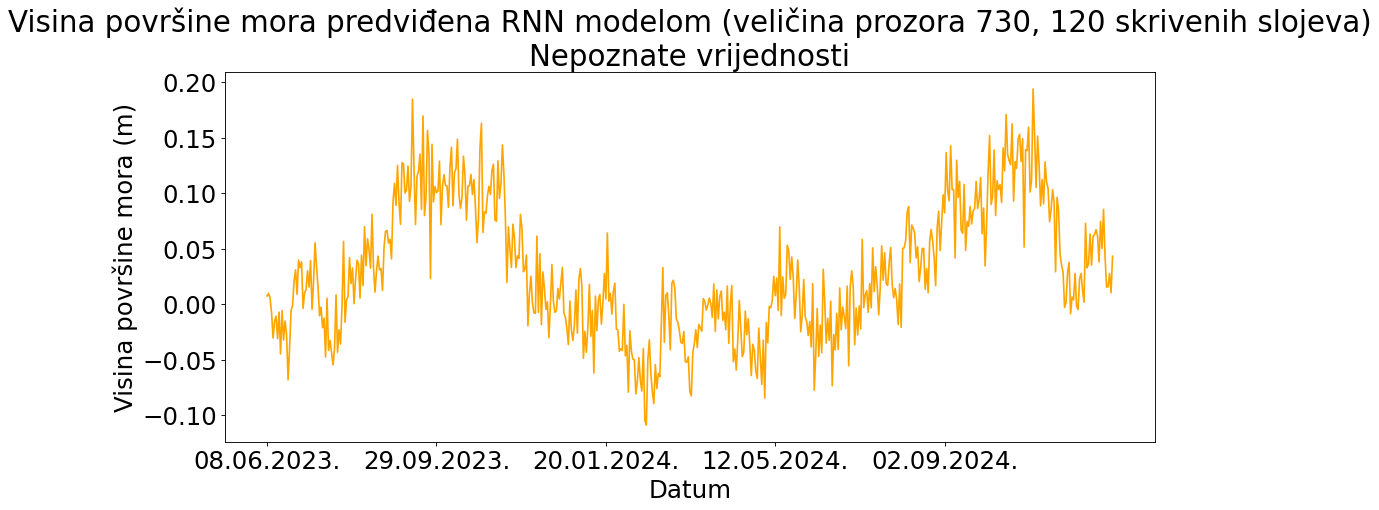 Visina površine mora predviđena RNN modelom (veličina prozora 730, 120 skrivenih slojeva)
Nepoznate vrijednosti
Visina površine mora (m)
0.20
0.15
0.10
0.05
0.00
−0.05
−0.10
08.06.2023. 29.09.2023. 20.01.2024. 12.05.2024. 02.09.2024.
Datum